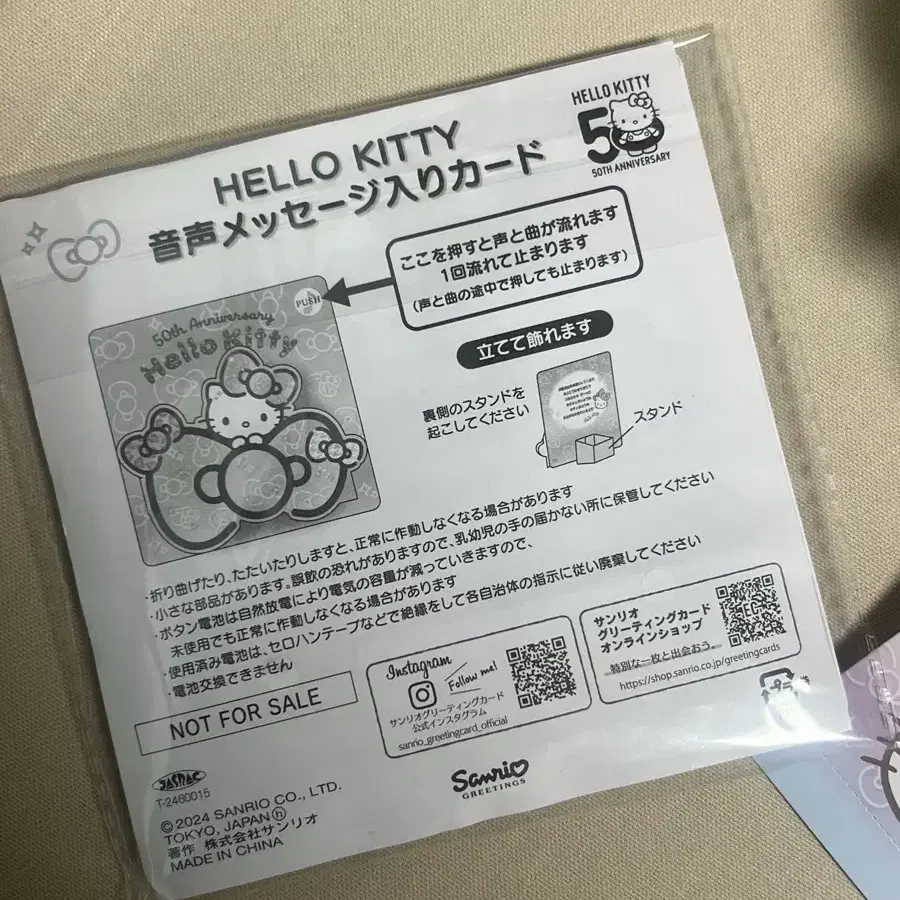 HELLO KITTY
50
50TH ANNIVERSARY
HELLO KITTY
音声メッセージ入りカード
ここを押すと声と曲が流れます
1回流れて止まります
(声と曲の途中で押しても止まります)
PUSH
50th Anniversary
Hello Kitty
立てて飾れます
裏側のスタンドを
起こしてください
スタンド
・折り曲げたり、たたいたりしますと、正常に作動しなくなる場合があります
・小さな部品があります。誤飲の恐れがありますので、乳幼児の手の届かない所に保管してください
・ボタン電池は自然放電により電気の容量が減っていきますので、
未使用でも正常に作動しなくなる場合があります
・使用済み電池は、セロハンテープなどで絶縁をして各自治体の指示に従い廃棄してください
・電池交換できません
NOT FOR SALE
Instagram
Follow me!
サンリオグリーティングカード
公式インスタグラム
sanrio_greetingcard_official
サンリオ
グリーティングカード
オンラインショップ
特別な一枚と出会おう。
https://shop.sanrio.co.jp/greetingcards
EC
プラ
JASRAC
T-2460015
©2024 SANRIO CO., LTD.
TOKYO, JAPAN ⓗ
著作 株式会社サンリオ
MADE IN CHINA
Sanrio
GREETINGS